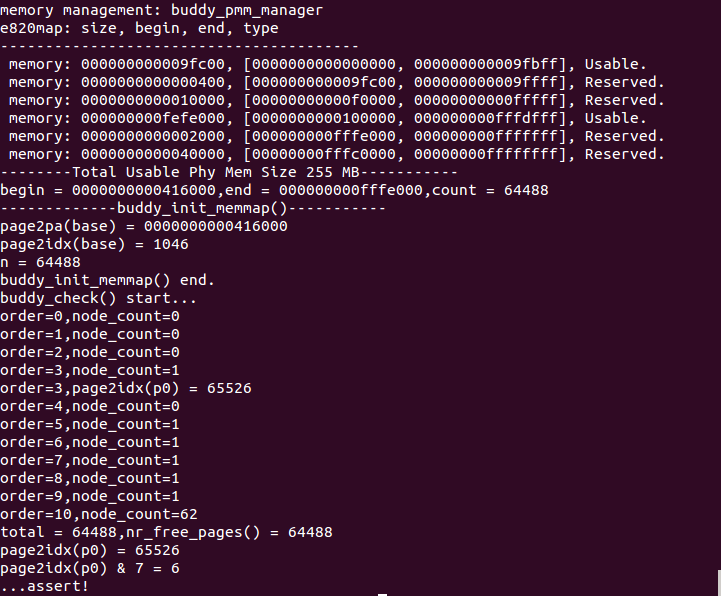 memory management: buddy_pmm_manager
e820map: size, begin, end, type
----------------------------------------
 memory: 000000000009fc00, [0000000000000000, 000000000009fbff], Usable.
 memory: 0000000000000400, [000000000009fc00, 000000000009ffff], Reserved.
 memory: 0000000000010000, [00000000000f0000, 00000000000fffff], Reserved.
 memory: 000000000fefe000, [0000000000100000, 000000000fffdfff], Usable.
 memory: 0000000000002000, [000000000fffe000, 000000000fffffff], Reserved.
 memory: 0000000000040000, [00000000fffc0000, 00000000ffffffff], Reserved.
--------Total Usable Phy Mem Size 255 MB-----------
begin = 0000000000416000,end = 000000000fffe000,count = 64488
-------------buddy_init_memmap()-----------
page2pa(base) = 0000000000416000
page2idx(base) = 1046
n = 64488
buddy_init_memmap() end.
buddy_check() start...
order=0,node_count=0
order=1,node_count=0
order=2,node_count=0
order=3,node_count=1
order=3,page2idx(p0) = 65526
order=4,node_count=0
order=5,node_count=1
order=6,node_count=1
order=7,node_count=1
order=8,node_count=1
order=9,node_count=1
order=10,node_count=62
total = 64488,nr_free_pages() = 64488
page2idx(p0) = 65526
page2idx(p0) & 7 = 6
...assert!